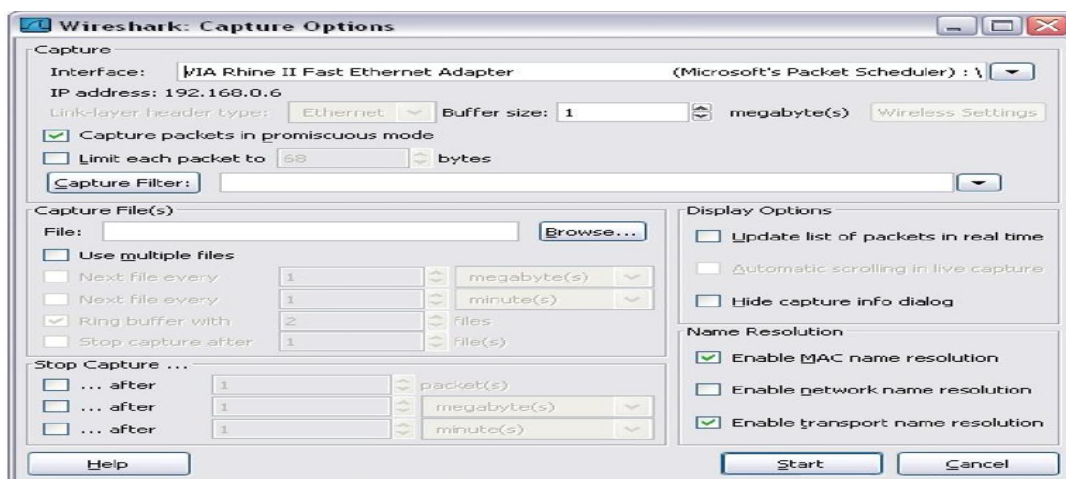 Wireshark: Capture Options
Capture
Interface: VIA Rhine II Fast Ethernet Adapter (Microsoft's Packet Scheduler) : \
IP address: 192.168.0.6
Link-layer header type: Ethernet Buffer size: 1 megabyte(s) Wireless Settings
Capture packets in promiscuous mode
Limit each packet to 68 bytes
Capture Filter:
Capture File(s)
File: Browse...
Use multiple files
Next file every 1 megabyte(s)
Next file every 1 minute(s)
Ring buffer with 2 files
Stop capture after 1 file(s)
Stop Capture ...
... after 1 packet(s)
... after 1 megabyte(s)
... after 1 minute(s)
Display Options
Update list of packets in real time
Automatic scrolling in live capture
Hide capture info dialog
Name Resolution
Enable MAC name resolution
Enable network name resolution
Enable transport name resolution
Help Start Cancel